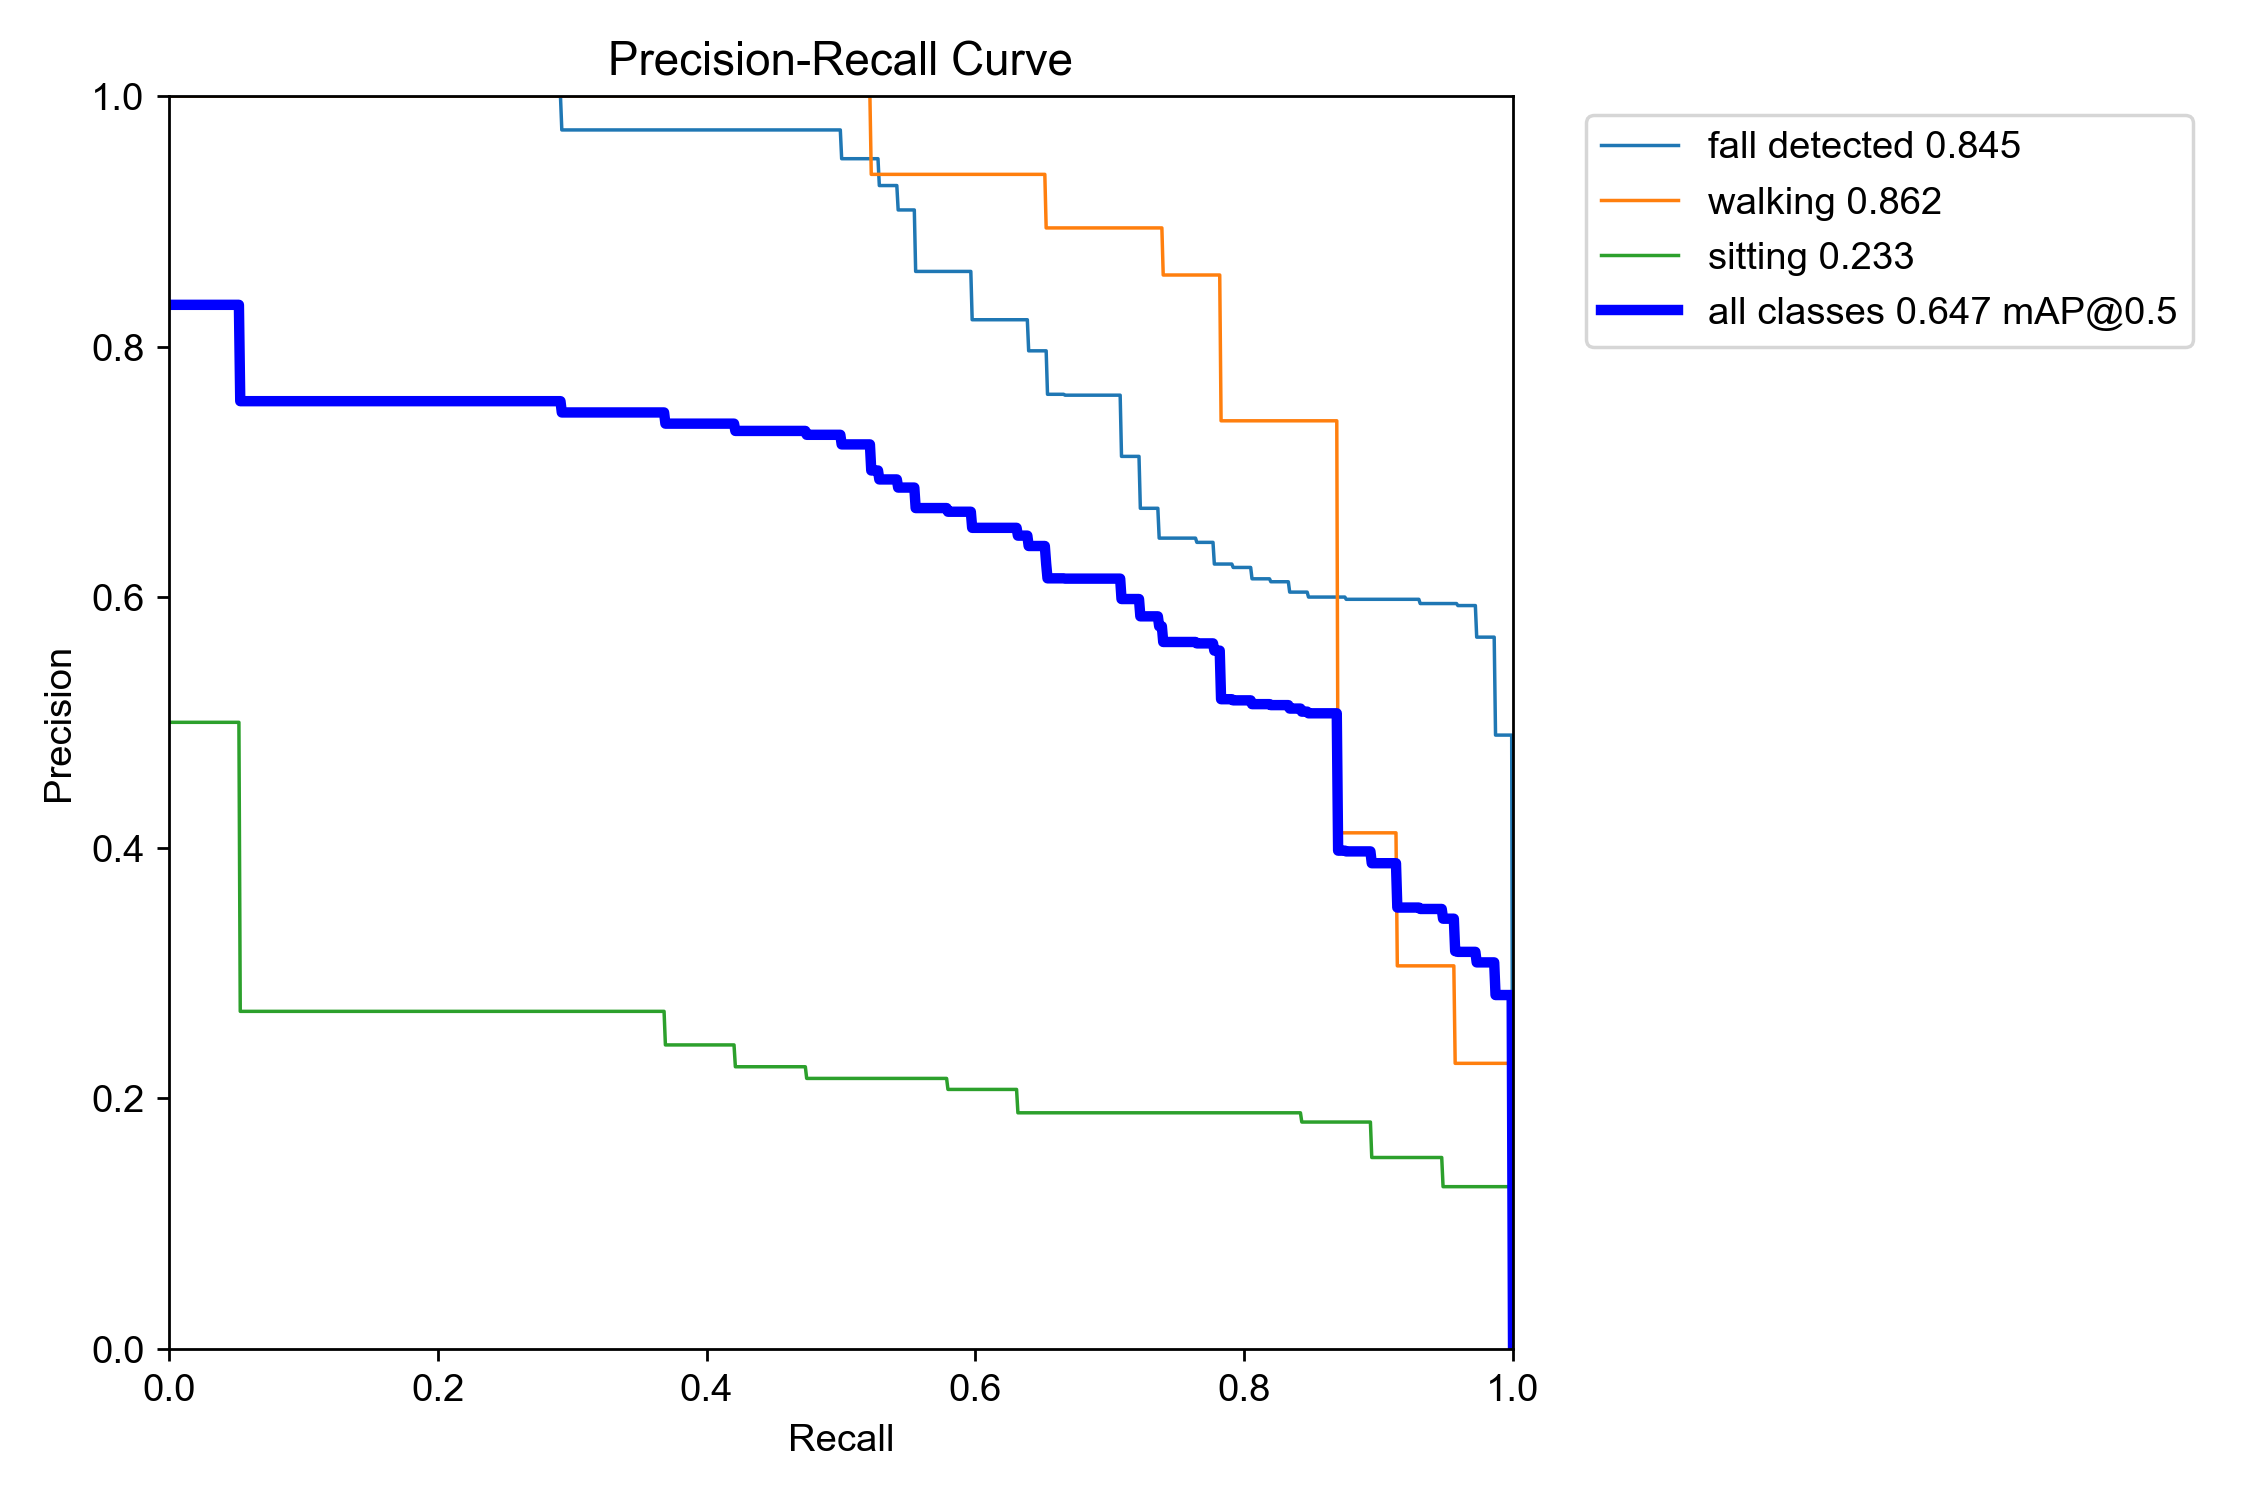 Precision-Recall Curve
1.0
0.8
0.6
0.4
0.2
0.0
Precision
0.0 0.2 0.4 0.6 0.8 1.0
Recall
fall detected 0.845
walking 0.862
sitting 0.233
all classes 0.647 mAP@0.5